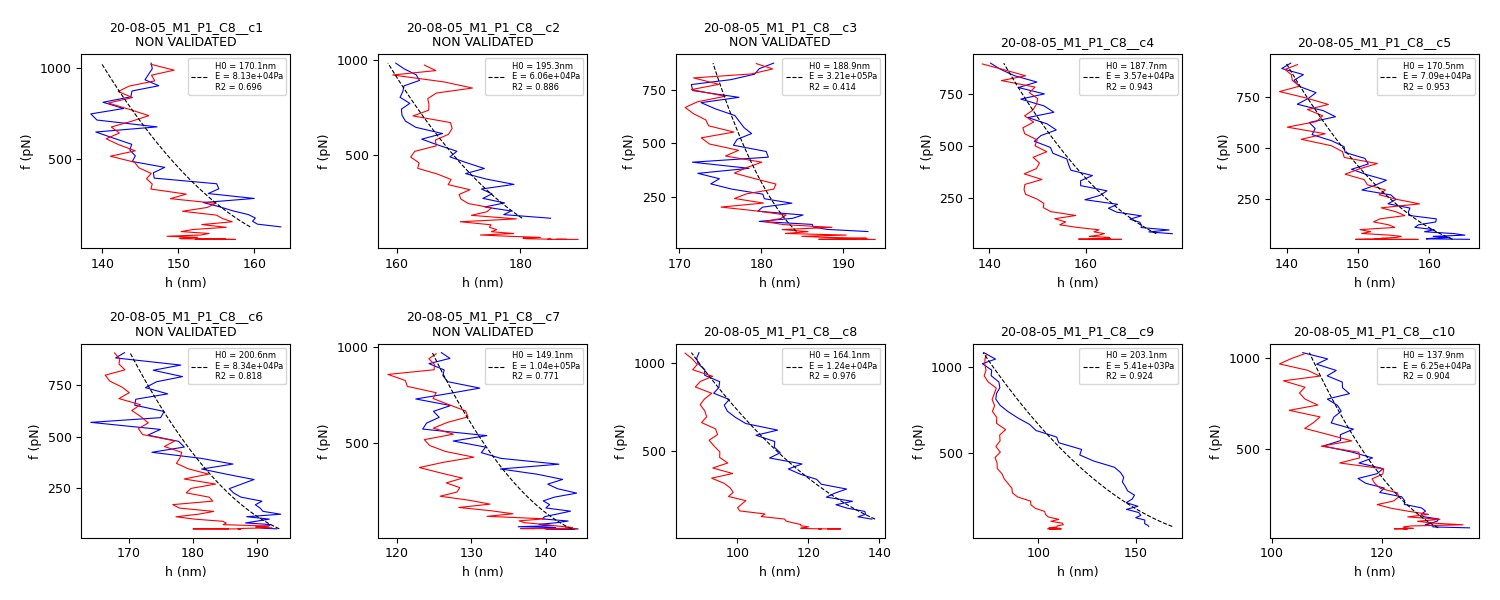 20-08-05_M1_P1_C8__c1
NON VALIDATED
H0 = 170.1nm
E = 8.13e+04Pa
R2 = 0.696
f (pN)
1000
500
140
150
160
h (nm)
20-08-05_M1_P1_C8__c2
NON VALIDATED
H0 = 195.3nm
E = 6.06e+04Pa
R2 = 0.886
f (pN)
1000
500
160
180
h (nm)
20-08-05_M1_P1_C8__c3
NON VALIDATED
H0 = 188.9nm
E = 3.21e+05Pa
R2 = 0.414
f (pN)
750
500
250
170
180
190
h (nm)
20-08-05_M1_P1_C8__c4
H0 = 187.7nm
E = 3.57e+04Pa
R2 = 0.943
f (pN)
750
500
250
140
160
h (nm)
20-08-05_M1_P1_C8__c5
H0 = 170.5nm
E = 7.09e+04Pa
R2 = 0.953
f (pN)
750
500
250
140
150
160
h (nm)
20-08-05_M1_P1_C8__c6
NON VALIDATED
H0 = 200.6nm
E = 8.34e+04Pa
R2 = 0.818
f (pN)
750
500
250
170
180
190
h (nm)
20-08-05_M1_P1_C8__c7
NON VALIDATED
H0 = 149.1nm
E = 1.04e+05Pa
R2 = 0.771
f (pN)
1000
500
120
130
140
h (nm)
20-08-05_M1_P1_C8__c8
H0 = 164.1nm
E = 1.24e+04Pa
R2 = 0.976
f (pN)
1000
500
100
120
140
h (nm)
20-08-05_M1_P1_C8__c9
H0 = 203.1nm
E = 5.41e+03Pa
R2 = 0.924
f (pN)
1000
500
100
150
h (nm)
20-08-05_M1_P1_C8__c10
H0 = 137.9nm
E = 6.25e+04Pa
R2 = 0.904
f (pN)
1000
500
100
120
h (nm)